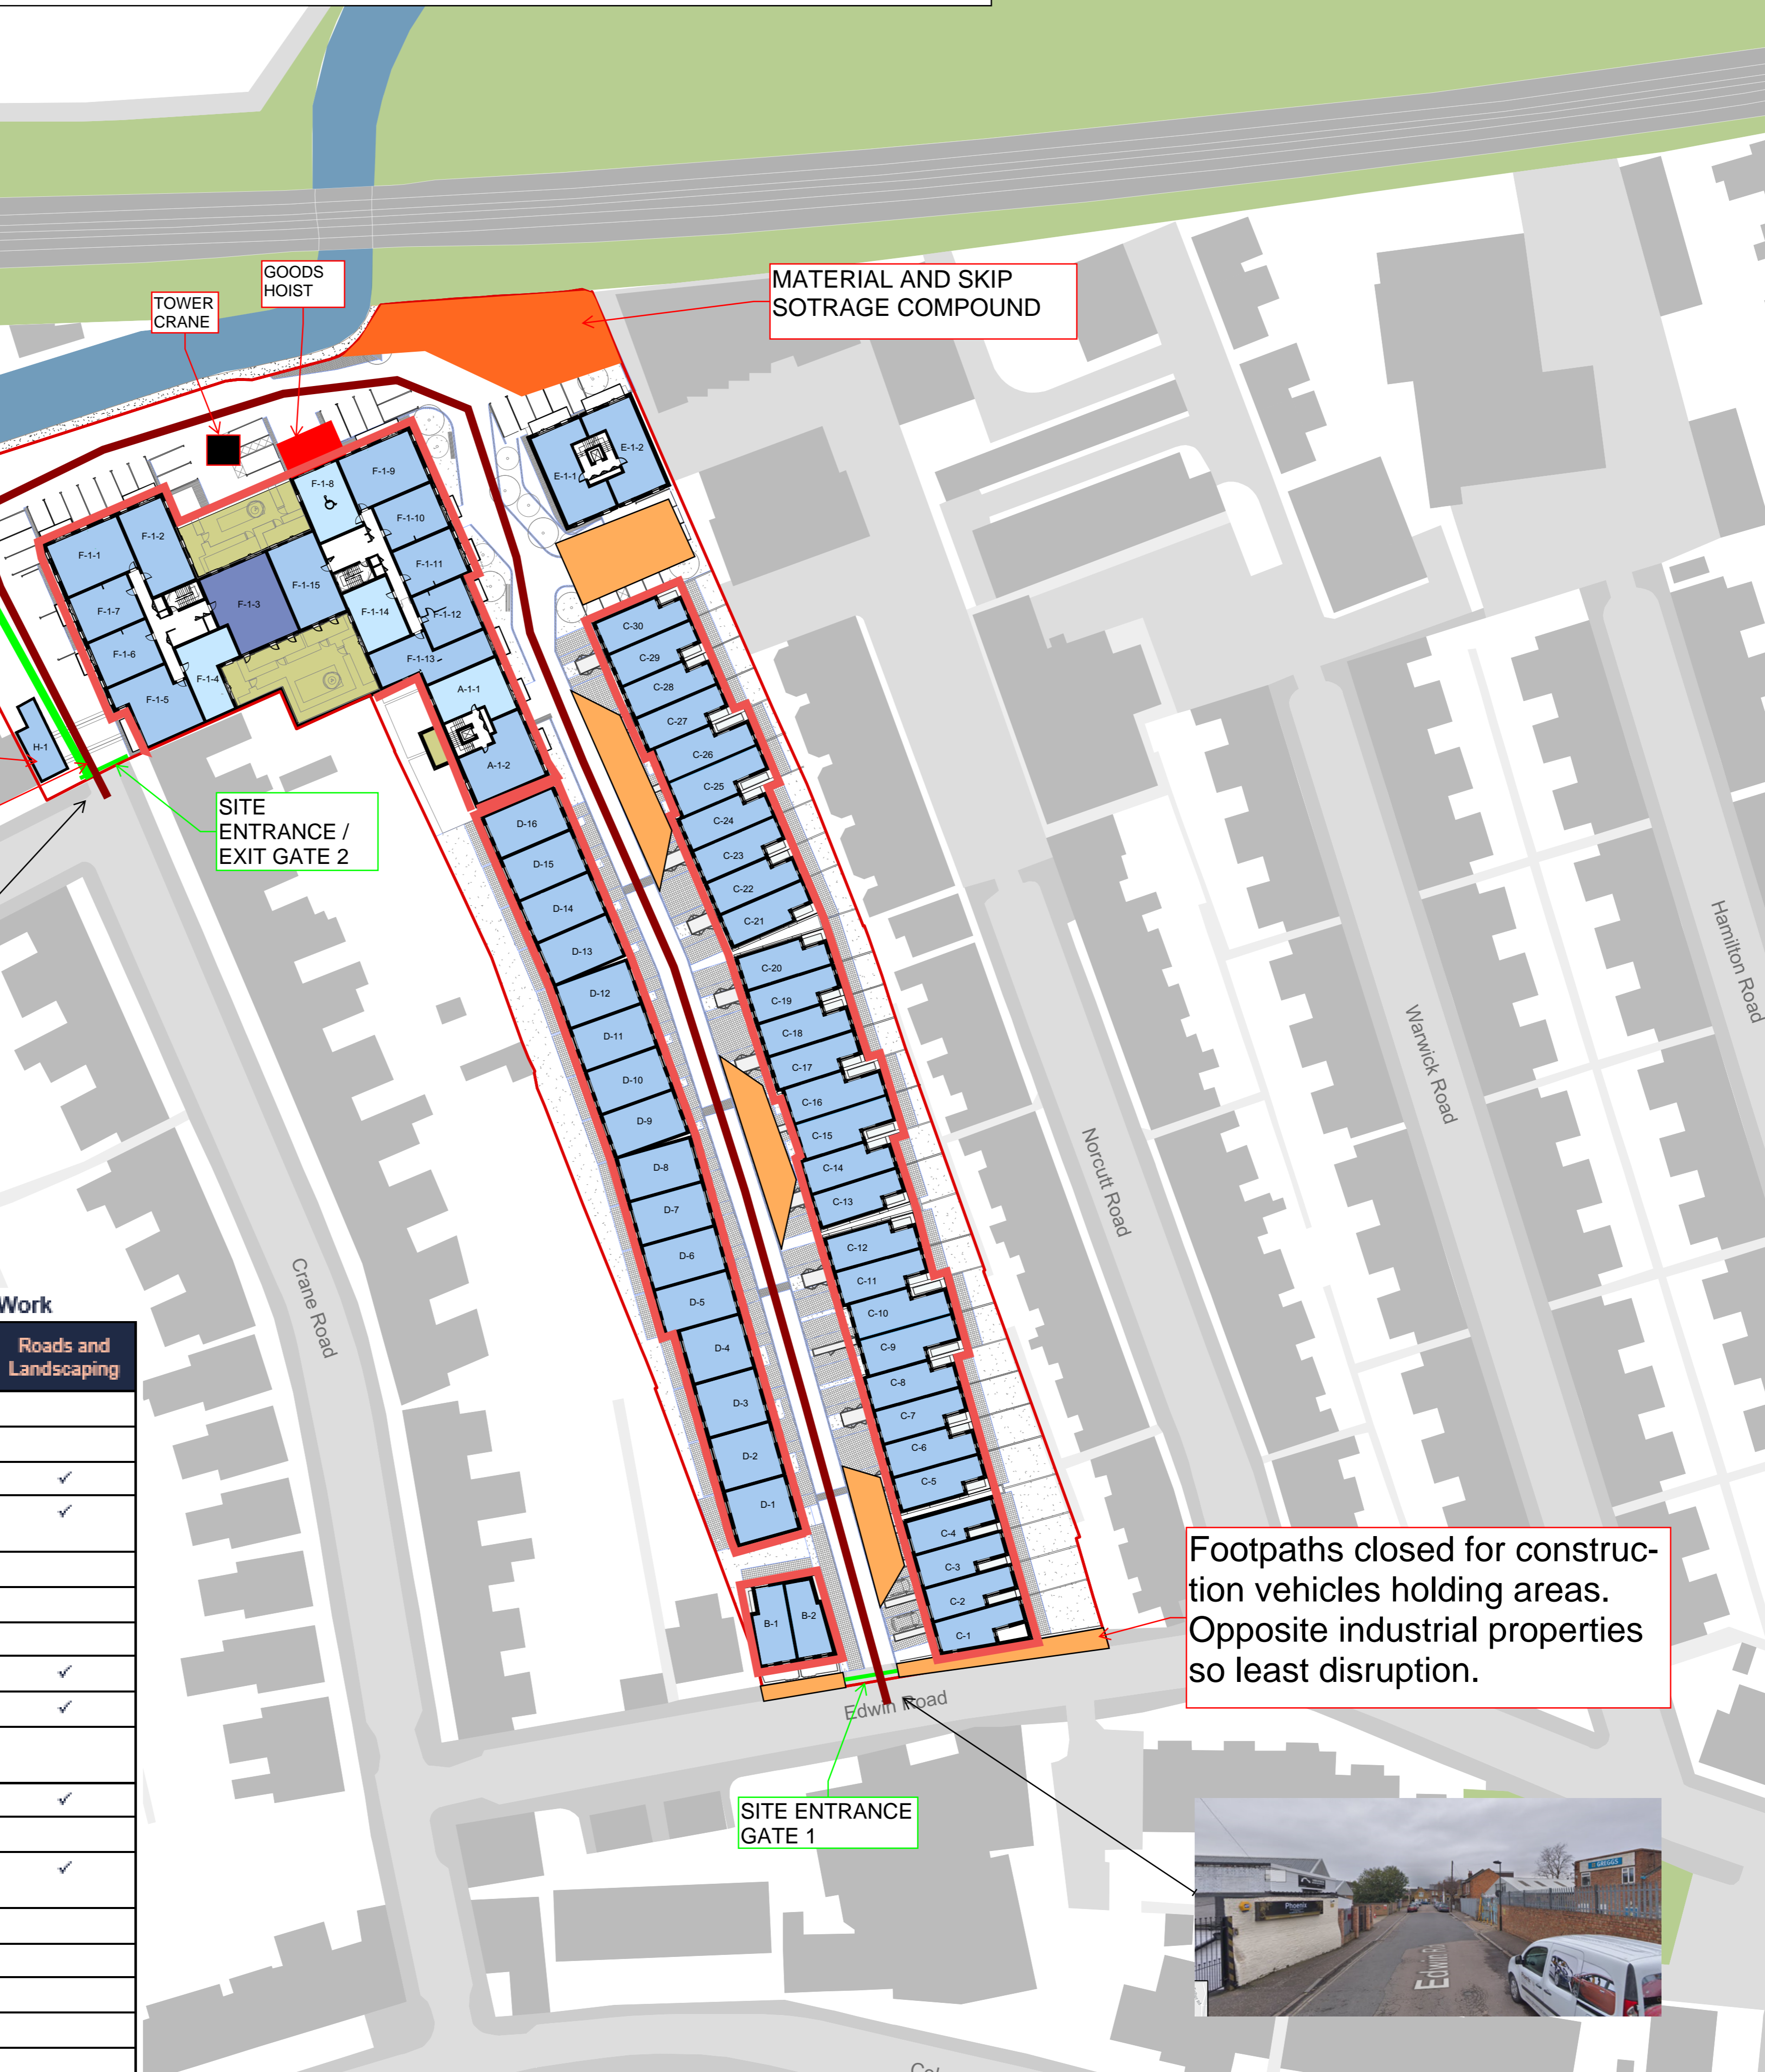 GOODS
HOIST
TOWER
CRANE
MATERIAL AND SKIP
SOTRAGE COMPOUND
F-1-9
F-1-8
E-1-2
E-1-1
F-1-10
F-1-2
F-1-1
F-1-11
F-1-15
F-1-3
F-1-7
F-1-14
F-1-12
F-1-6
F-1-13
F-1-4
F-1-5
A-1-1
A-1-2
H-1
SITE
ENTRANCE /
EXIT GATE 2
C-30
C-29
C-28
C-27
C-26
C-25
C-24
C-23
C-22
C-21
C-20
C-19
C-18
C-17
C-16
C-15
C-14
C-13
C-12
C-11
C-10
C-9
C-8
C-7
C-6
C-5
C-4
C-3
C-2
C-1
D-16
D-15
D-14
D-13
D-12
D-11
D-10
D-9
D-8
D-7
D-6
D-5
D-4
D-3
D-2
D-1
B-1
B-2
Hamilton Road
Warwick Road
Norcutt Road
Crane Road
Work
Roads and
Landscaping
Footpaths closed for construc-
tion vehicles holding areas.
Opposite industrial properties
so least disruption.
Edwin Road
SITE ENTRANCE
GATE 1
GREGGS
Phoenix